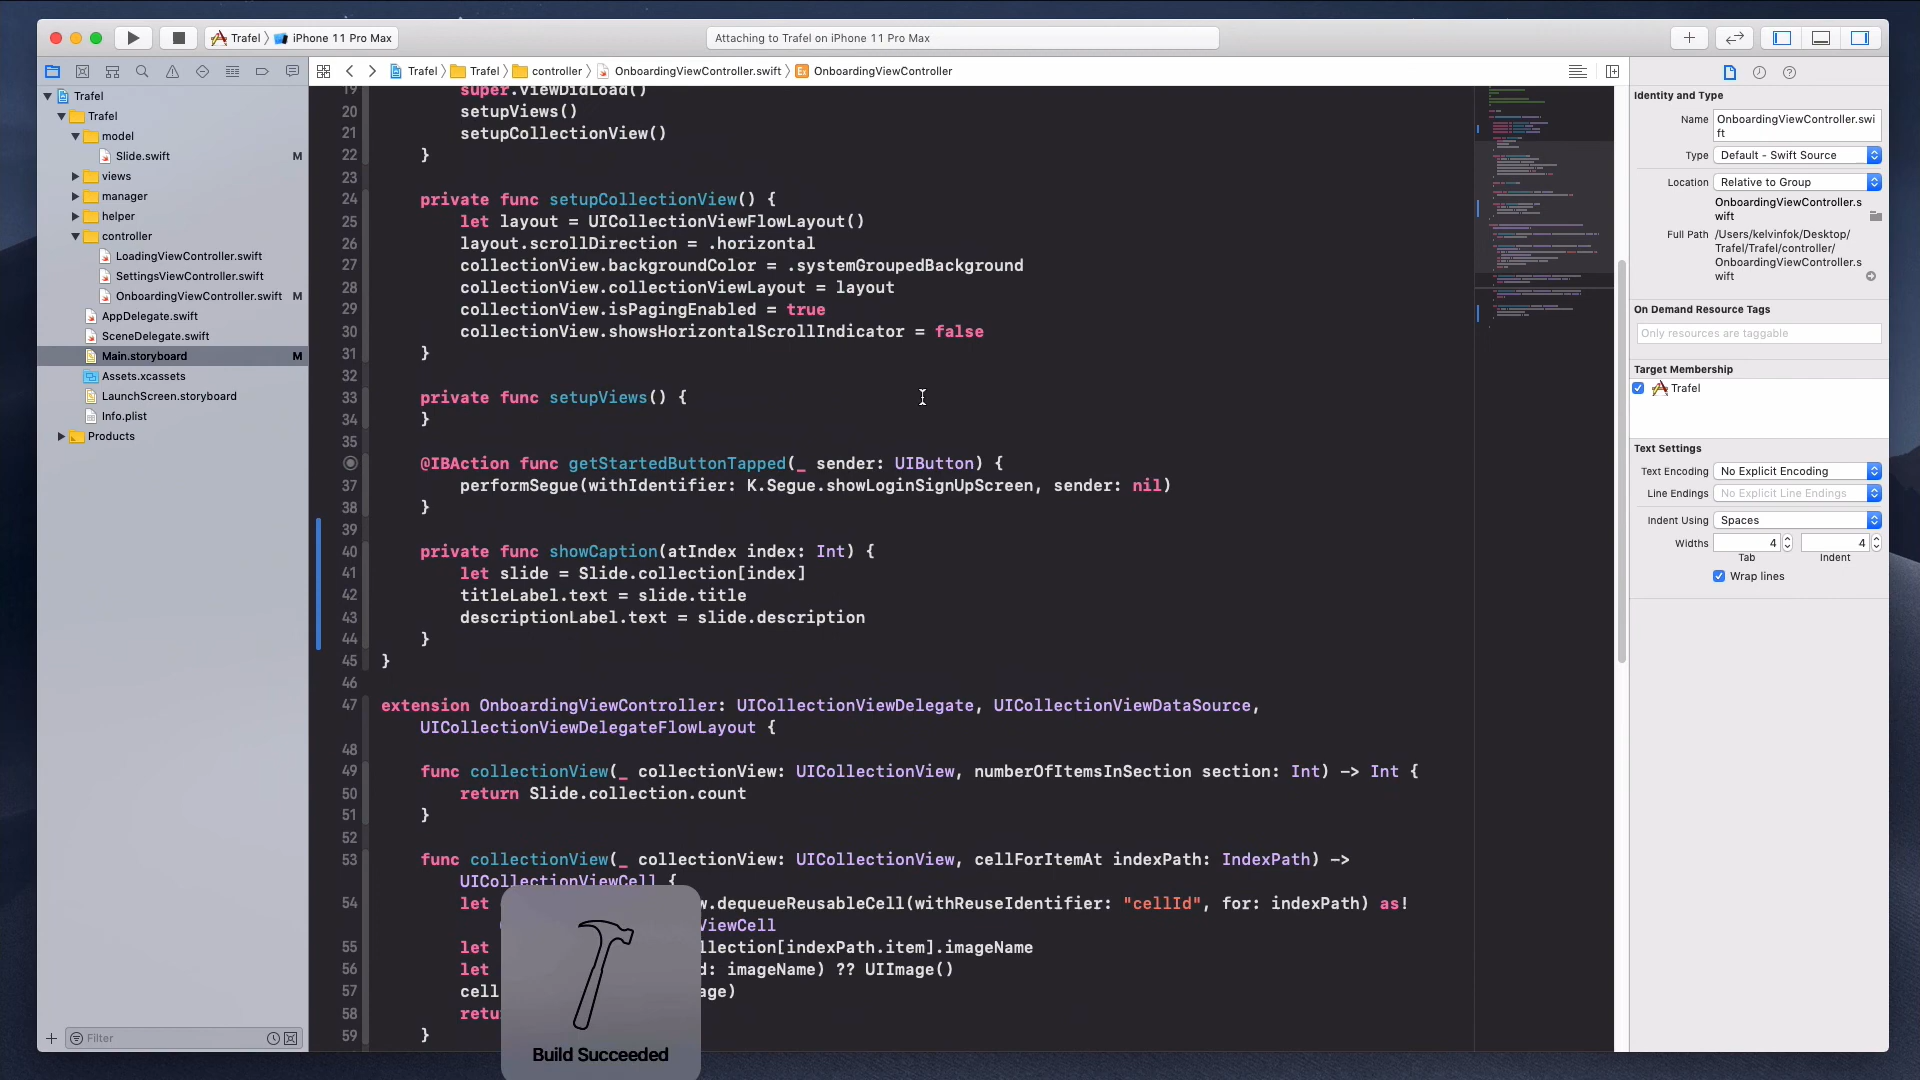 Trafel
iPhone 11 Pro Max
Attaching to Trafel on iPhone 11 Pro Max
Trafel
Trafel
controller
OnboardingViewController.swift
OnboardingViewController
Trafel
Trafel
model
Slide.swift M
views
manager
helper
controller
LoadingViewController.swift
SettingsViewController.swift
OnboardingViewController.swift M
AppDelegate.swift
SceneDelegate.swift
Main.storyboard M
Assets.xcassets
LaunchScreen.storyboard
Info.plist
Products
Filter
19 super.viewDidLoad()
20 setupViews()
21 setupCollectionView()
22 }
23
24 private func setupCollectionView() {
25 let layout = UICollectionViewFlowLayout()
26 layout.scrollDirection = .horizontal
27 collectionView.backgroundColor = .systemGroupedBackground
28 collectionView.collectionViewLayout = layout
29 collectionView.isPagingEnabled = true
30 collectionView.showsHorizontalScrollIndicator = false
31 }
32
33 private func setupViews() {
34 }
35
@IBAction func getStartedButtonTapped(_ sender: UIButton) {
37 performSegue(withIdentifier: K.Segue.showLoginSignUpScreen, sender: nil)
38 }
39
40 private func showCaption(atIndex index: Int) {
41 let slide = Slide.collection[index]
42 titleLabel.text = slide.title
43 descriptionLabel.text = slide.description
44 }
45 }
46
47 extension OnboardingViewController: UICollectionViewDelegate, UICollectionViewDataSource,
UICollectionViewDelegateFlowLayout {
48
49 func collectionView(_ collectionView: UICollectionView, numberOfItemsInSection section: Int) -> Int {
50 return Slide.collection.count
51 }
52
53 func collectionView(_ collectionView: UICollectionView, cellForItemAt indexPath: IndexPath) ->
UICollectionViewCell {
54 let w.dequeueReusableCell(withReuseIdentifier: "cellId", for: indexPath) as!
ViewCell
55 let llection[indexPath.item].imageName
56 let d: imageName) ?? UIImage()
57 cell age)
58 retu
59 }
Build Succeeded
Identity and Type
Name OnboardingViewController.swi
ft
Type Default - Swift Source
Location Relative to Group
OnboardingViewController.s
wift
Full Path /Users/kelvinfok/Desktop/
Trafel/Trafel/controller/
OnboardingViewController.s
wift
On Demand Resource Tags
Only resources are taggable
Target Membership
Trafel
Text Settings
Text Encoding No Explicit Encoding
Line Endings No Explicit Line Endings
Indent Using Spaces
Widths 4 4
Tab Indent
Wrap lines